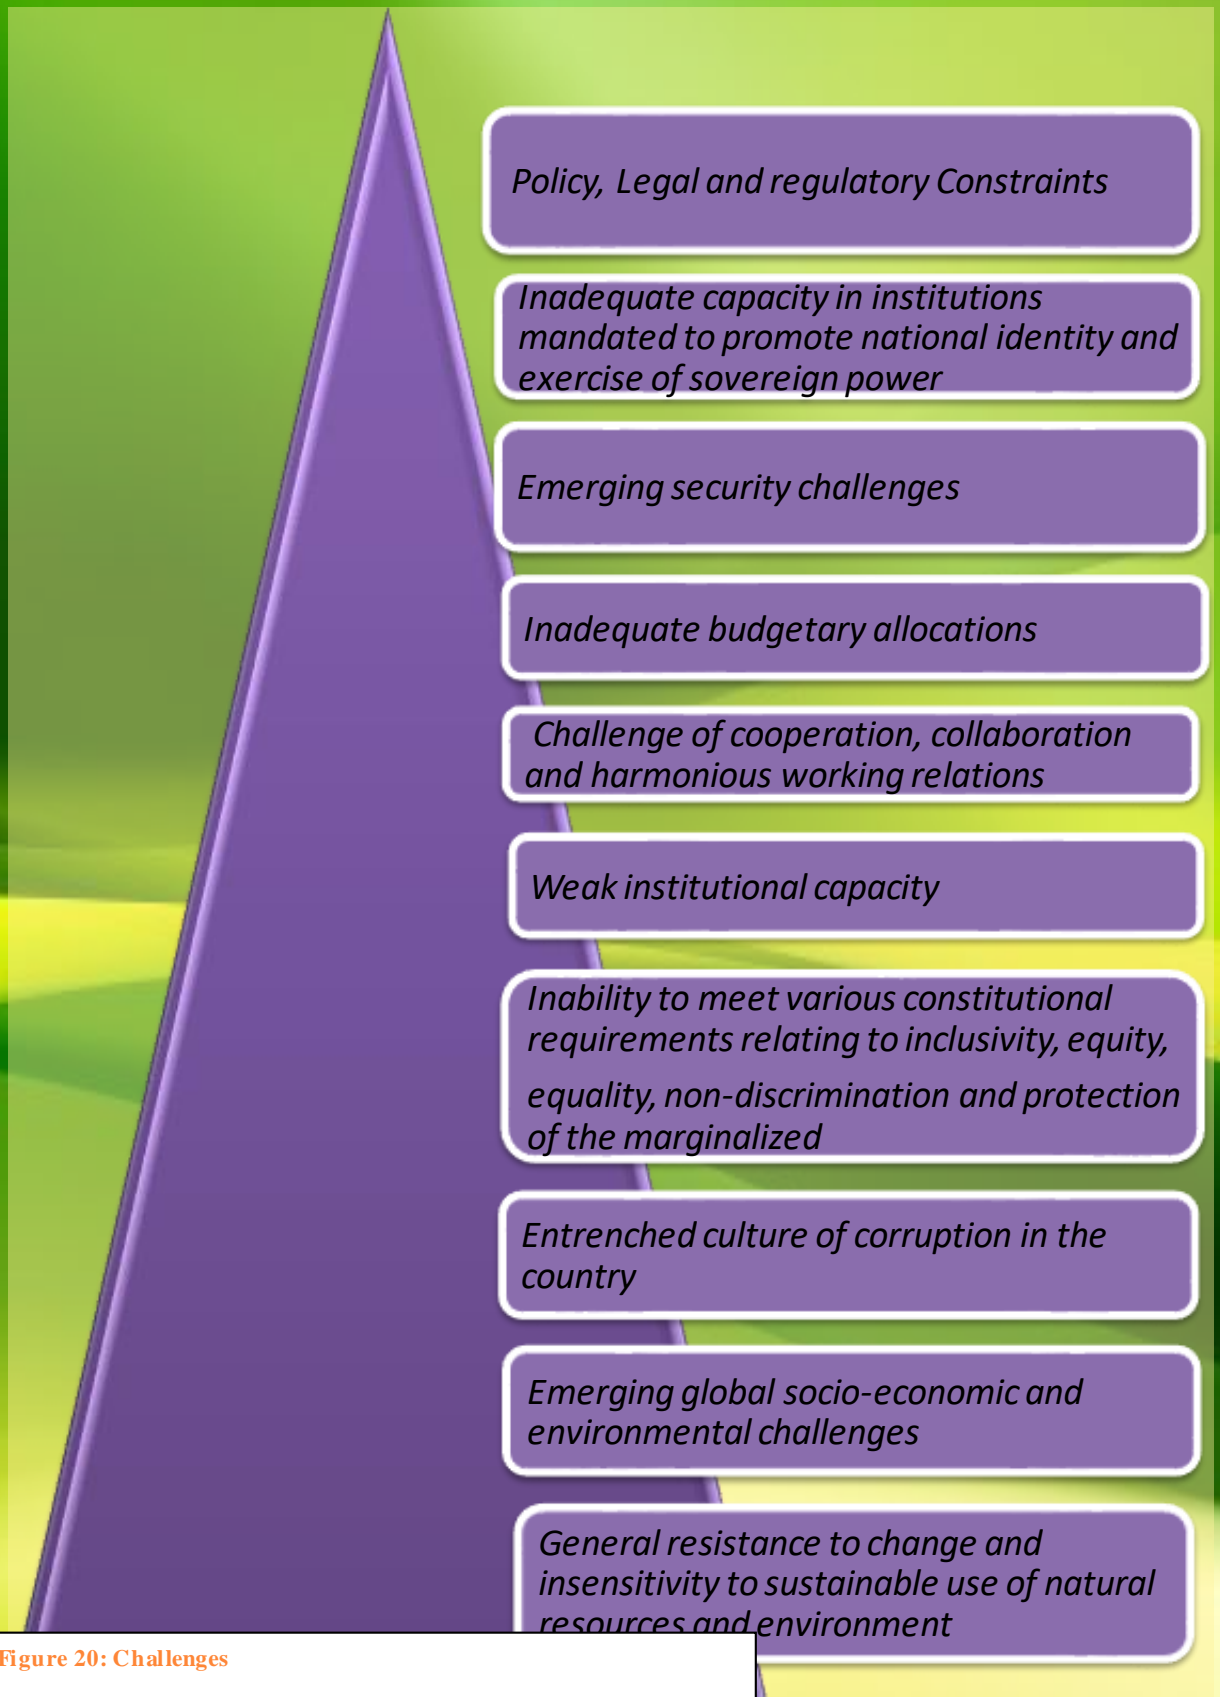 Policy, Legal and regulatory Constraints
Inadequate capacity in institutions
mandated to promote national identity and
exercise of sovereign power
Emerging security challenges
Inadequate budgetary allocations
Challenge of cooperation, collaboration
and harmonious working relations
Weak institutional capacity
Inability to meet various constitutional
requirements relating to inclusivity, equity,
equality, non-discrimination and protection
of the marginalized
Entrenched culture of corruption in the
country
Emerging global socio-economic and
environmental challenges
General resistance to change and
insensitivity to sustainable use of natural
resources and environment
Figure 20: Challenges